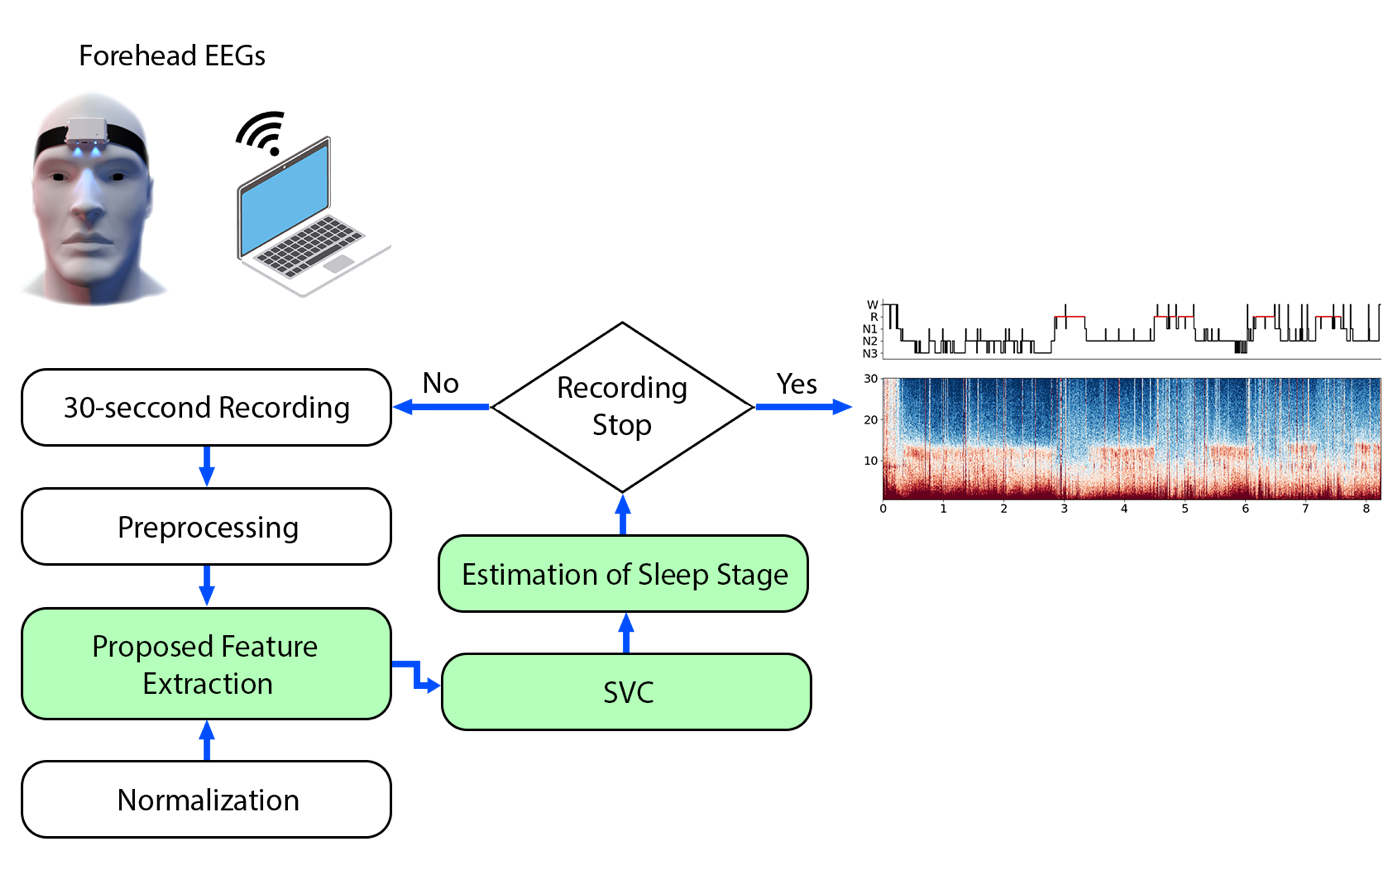 Forehead EEGs
30-seccond Recording
Preprocessing
Proposed Feature
Extraction
Normalization
No
Recording
Stop
Yes
Estimation of Sleep Stage
SVC
W
R
N1
N2
N3
30
20
10
0 1 2 3 4 5 6 7 8